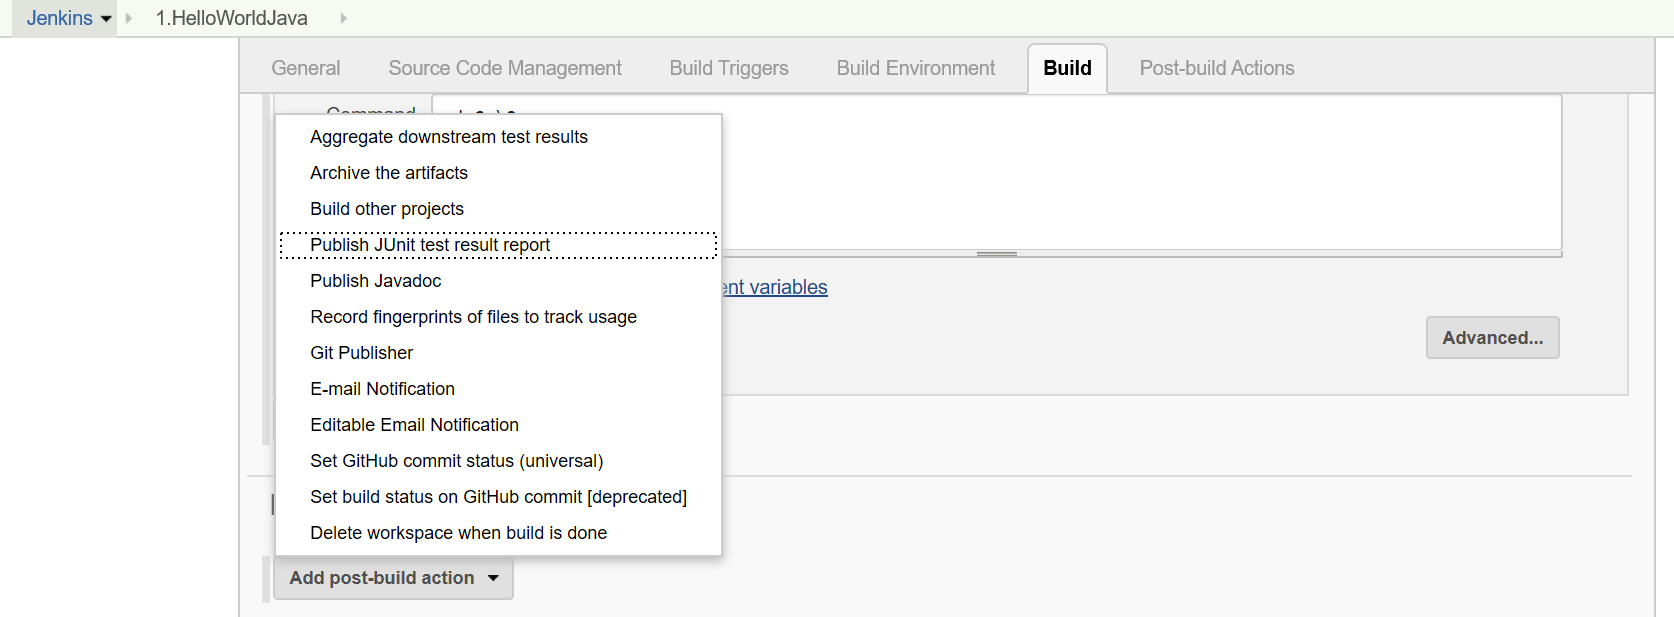 Jenkins 1.HelloWorldJava
General Source Code Management Build Triggers Build Environment Build Post-build Actions
Command
Aggregate downstream test results
Archive the artifacts
Build other projects
Publish JUnit test result report
Publish Javadoc
ent variables
Record fingerprints of files to track usage
Advanced...
Git Publisher
E-mail Notification
Editable Email Notification
Set GitHub commit status (universal)
Set build status on GitHub commit [deprecated]
Delete workspace when build is done
Add post-build action